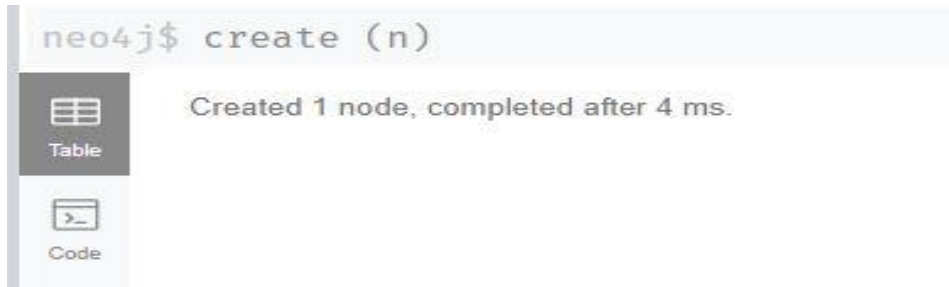 neo4j$ create (n)
Created 1 node, completed after 4 ms.
Table
>_
Code